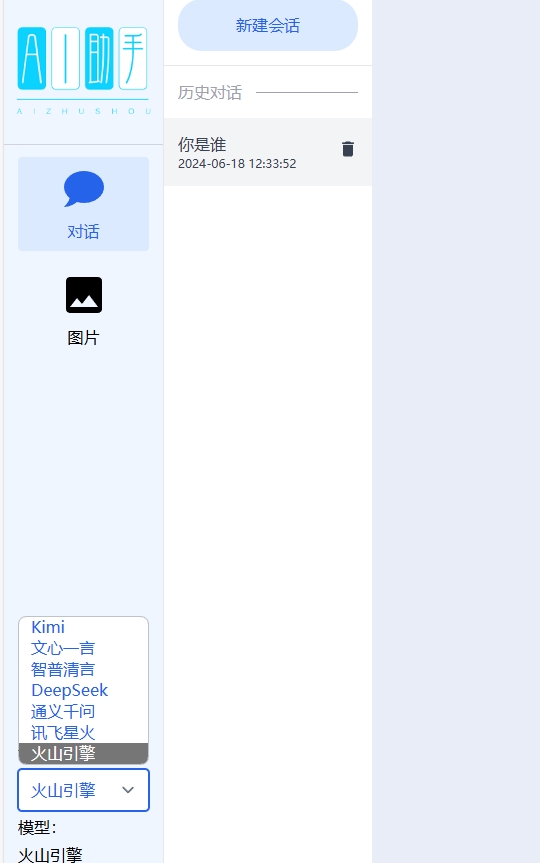 AI助手
AIZHUSHOU
对话
图片
Kimi
文心一言
智普清言
DeepSeek
通义千问
讯飞星火
火山引擎
火山引擎
模型:
火山引擎
新建会话
历史对话
你是谁
2024-06-18 12:33:52